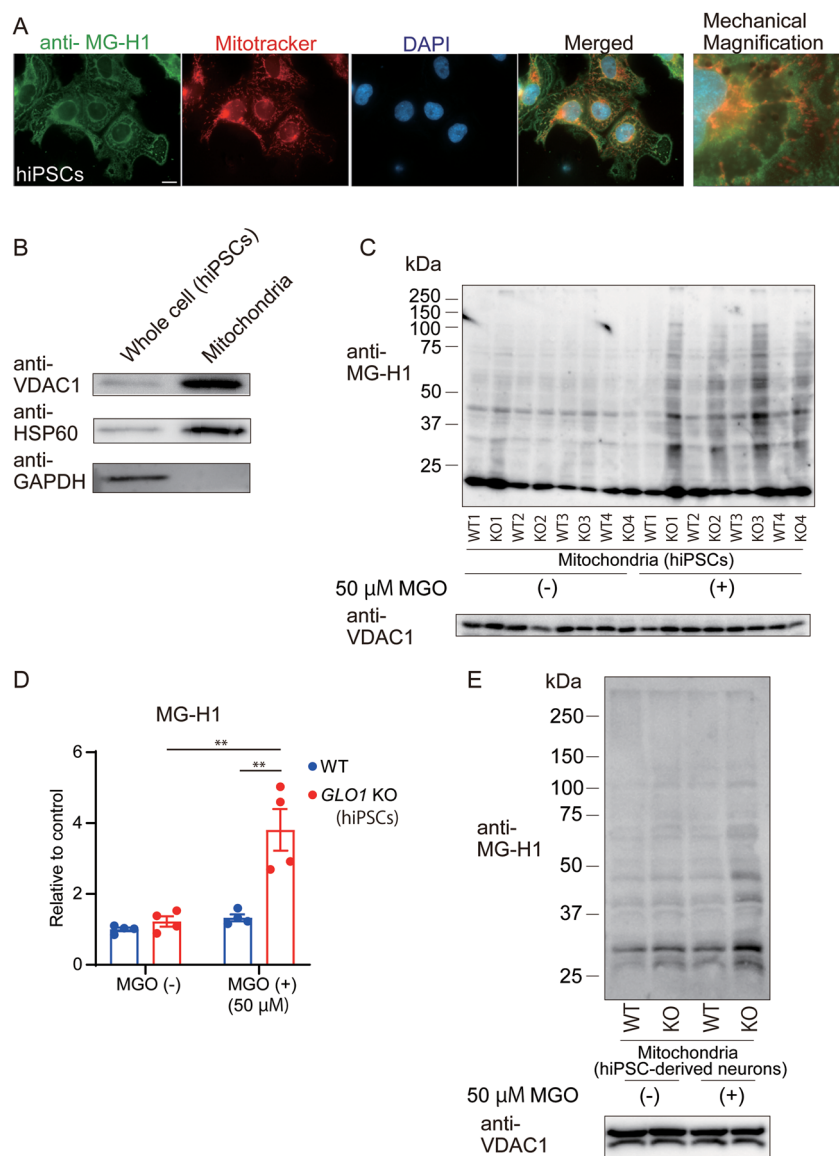 A
anti- MG-H1
Mitotracker
DAPI
Merged
Mechanical
Magnification
hiPSCs
B
Whole cell (hiPSCs)
Mitochondria
anti-
VDAC1
anti-
HSP60
anti-
GAPDH
C
kDa
250
150
100
75
50
37
25
anti-
MG-H1
WT1 KO1 WT2 KO2 WT3 KO3 WT4 KO4 WT1 KO1 WT2 KO2 WT3 KO3 WT4 KO4
Mitochondria (hiPSCs)
50 μM MGO (-) (+)
anti-
VDAC1
D
MG-H1
Relative to control
6
4
2
0
** **
WT
GLO1 KO
(hiPSCs)
MGO (-) MGO (+)
(50 μM)
E
kDa
250
150
100
75
50
37
25
anti-
MG-H1
WT KO WT KO
Mitochondria
(hiPSC-derived neurons)
50 μM MGO (-) (+)
anti-
VDAC1